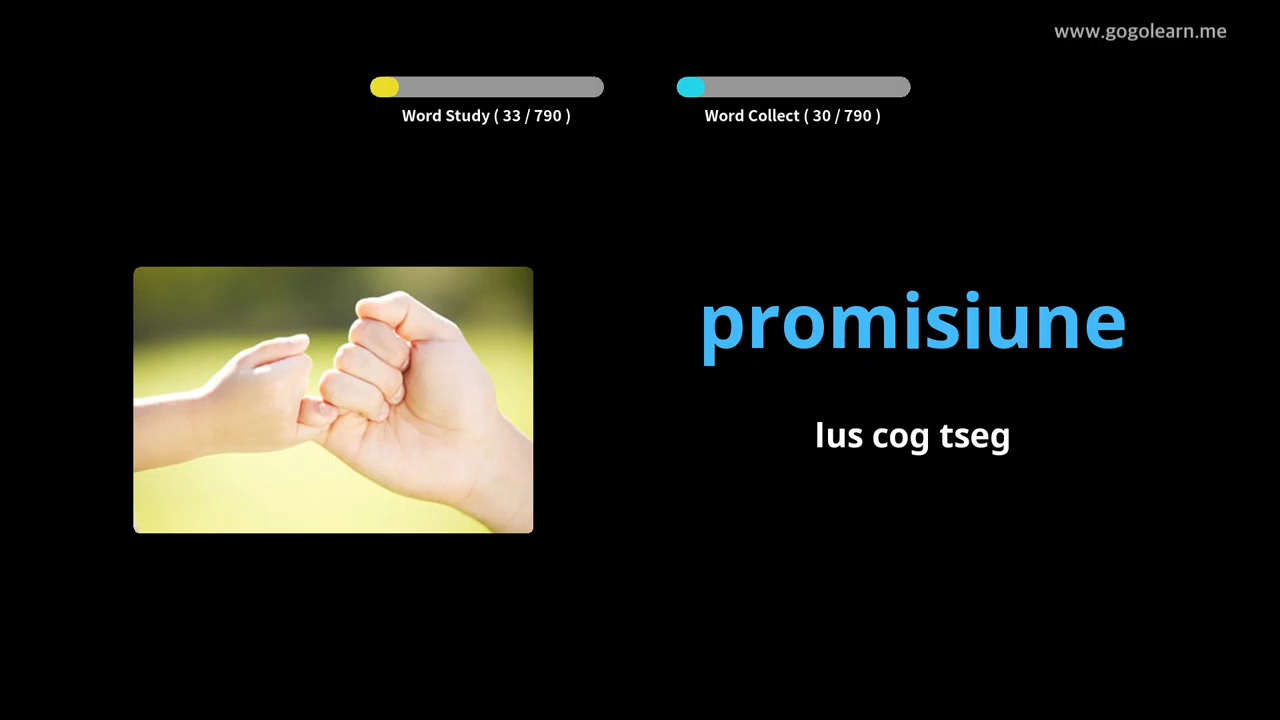 www.gogolearn.me
Word Study ( 33 / 790 )
Word Collect ( 30 / 790 )
promisiune
lus cog tseg